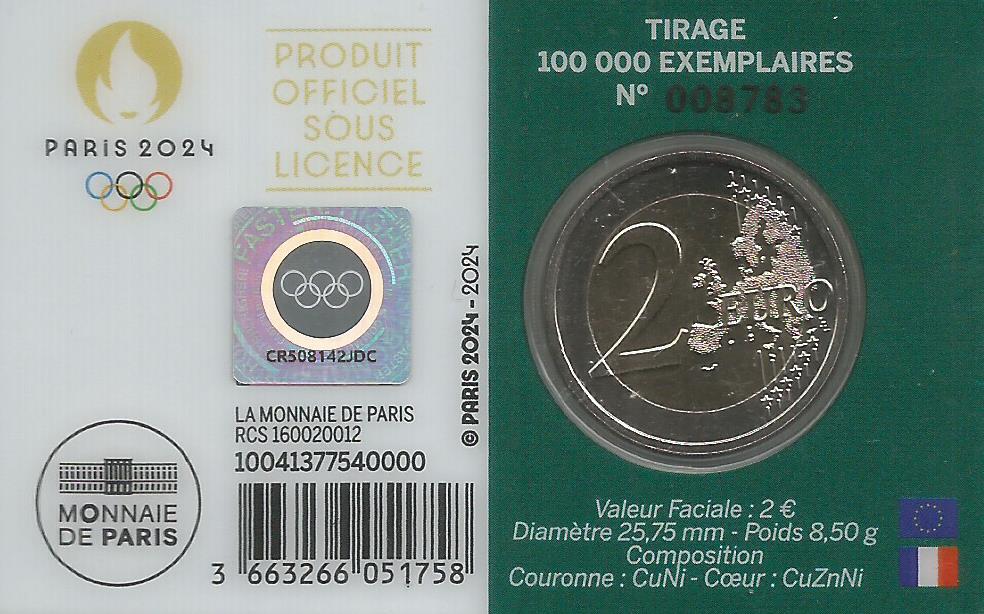 PARIS 2024
PRODUIT
OFFICIEL
SOUS
LICENCE
FASTER HIGHER
CR508142JDC
LA MONNAIE DE PARIS
RCS 160020012
10041377540000
© PARIS 2024 - 2024
MONNAIE
DE PARIS
3 663266 051758
TIRAGE
100 000 EXEMPLAIRES
N° 008783
2 EURO
Valeur Faciale : 2 €
Diamètre 25,75 mm - Poids 8,50 g
Composition
Couronne : CuNi - Cœur : CuZnNi